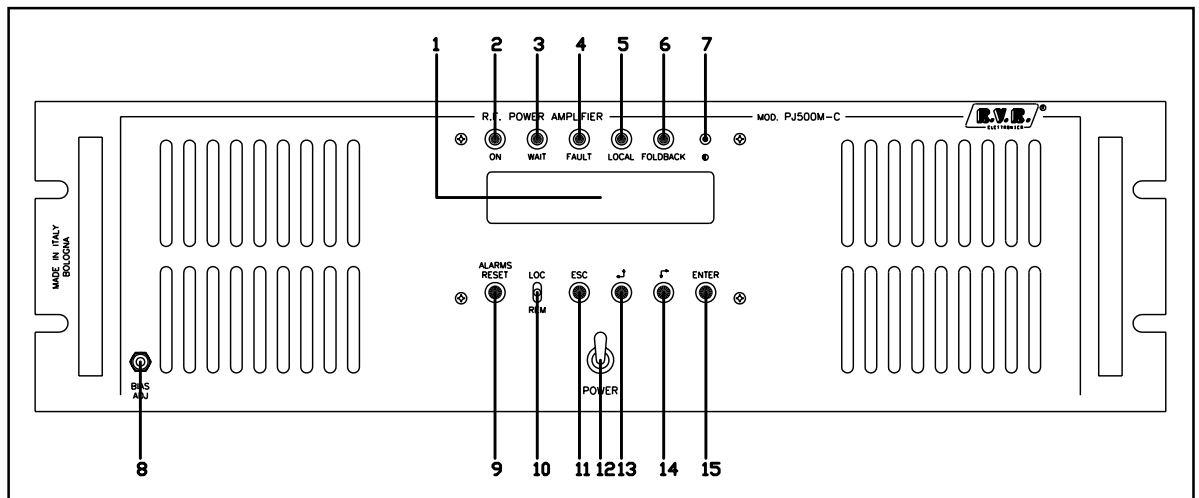 1 2 3 4 5 6 7
R.F. POWER AMPLIFIER
MOD. PJ500M-C
R.V.R.®
ELETTRONICA
ON WAIT FAULT LOCAL FOLDBACK
MADE IN ITALY
BOLOGNA
ALARMS
RESET
LOC
REM
ESC
ENTER
BIAS
ADJ
POWER
8 9 10 11 12 13 14 15